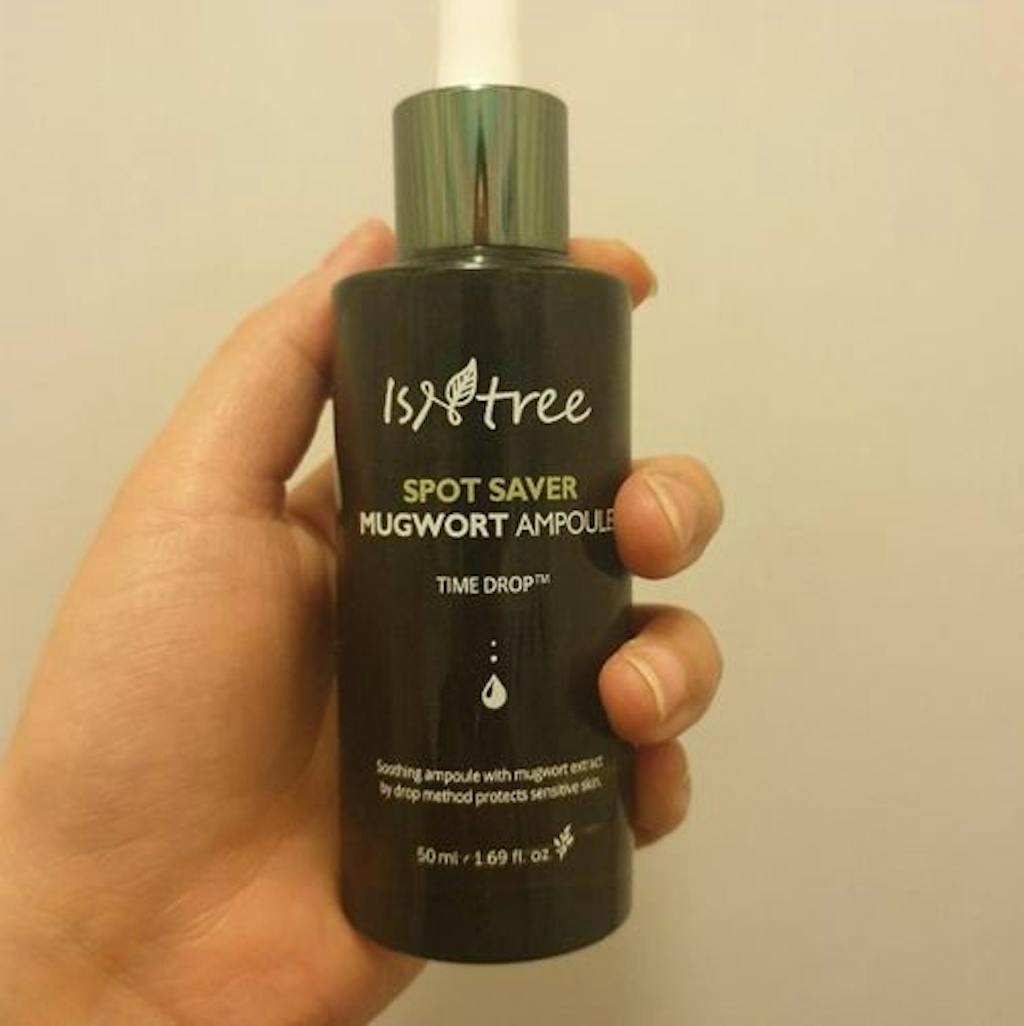 Isntree
SPOT SAVER
MUGWORT AMPOULE
TIME DROP™
Soothing ampoule with mugwort extract
by drop method protects sensitive skin.
50 ml / 1.69 fl. oz